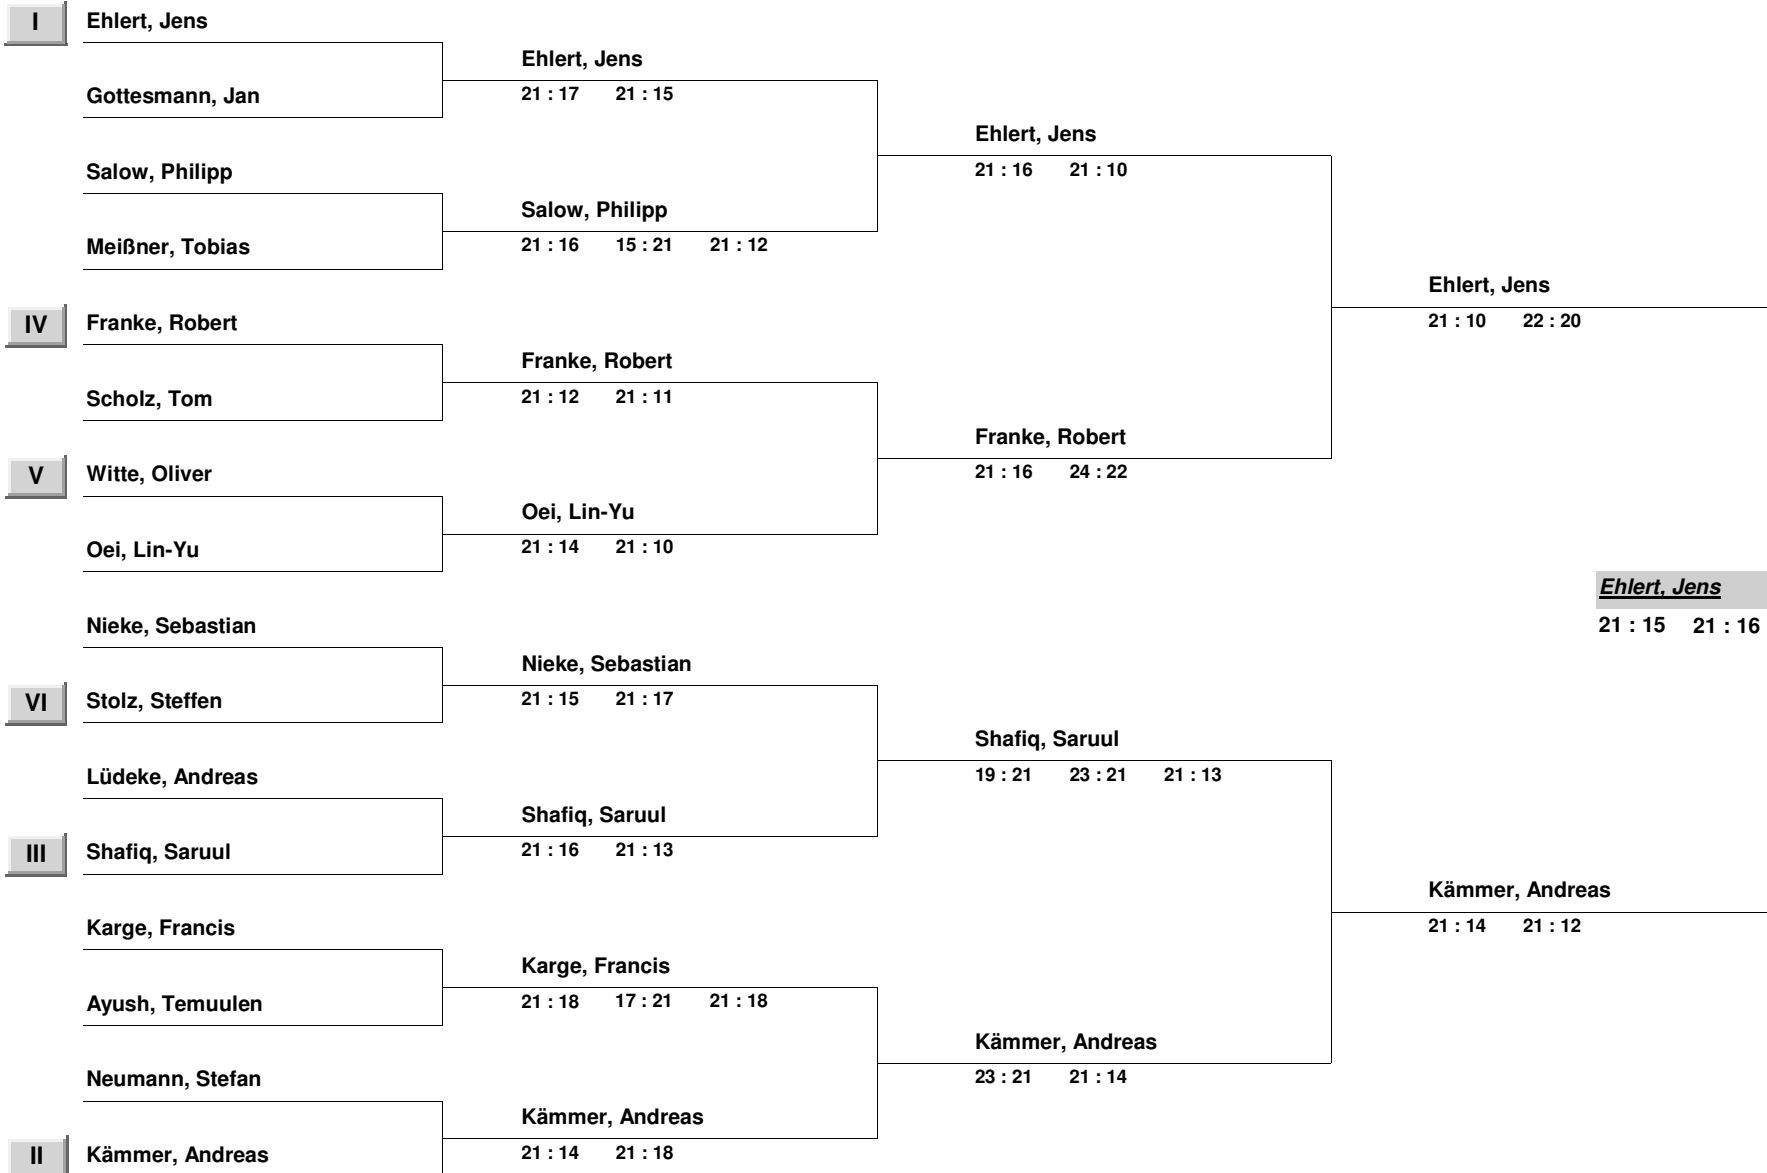 I Ehlert, Jens
Ehlert, Jens
Gottesmann, Jan
21 : 17 21 : 15
Ehlert, Jens
Salow, Philipp
21 : 16 21 : 10
Salow, Philipp
Meißner, Tobias
21 : 16 15 : 21 21 : 12
Ehlert, Jens
IV Franke, Robert
21 : 10 22 : 20
Franke, Robert
Scholz, Tom
21 : 12 21 : 11
Franke, Robert
V Witte, Oliver
21 : 16 24 : 22
Oei, Lin-Yu
Oei, Lin-Yu
21 : 14 21 : 10
Ehlert, Jens
Nieke, Sebastian
21 : 15 21 : 16
Nieke, Sebastian
VI Stolz, Steffen
21 : 15 21 : 17
Shafiq, Saruul
Lüdeke, Andreas
19 : 21 23 : 21 21 : 13
Shafiq, Saruul
III Shafiq, Saruul
21 : 16 21 : 13
Kämmer, Andreas
Karge, Francis
21 : 14 21 : 12
Karge, Francis
Ayush, Temuulen
21 : 18 17 : 21 21 : 18
Kämmer, Andreas
Neumann, Stefan
23 : 21 21 : 14
Kämmer, Andreas
II Kämmer, Andreas
21 : 14 21 : 18